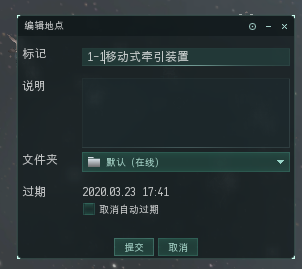 编辑地点
标记 1-1移动式牵引装置
说明
文件夹 默认 (在线)
过期 2020.03.23 17:41
取消自动过期
提交 取消